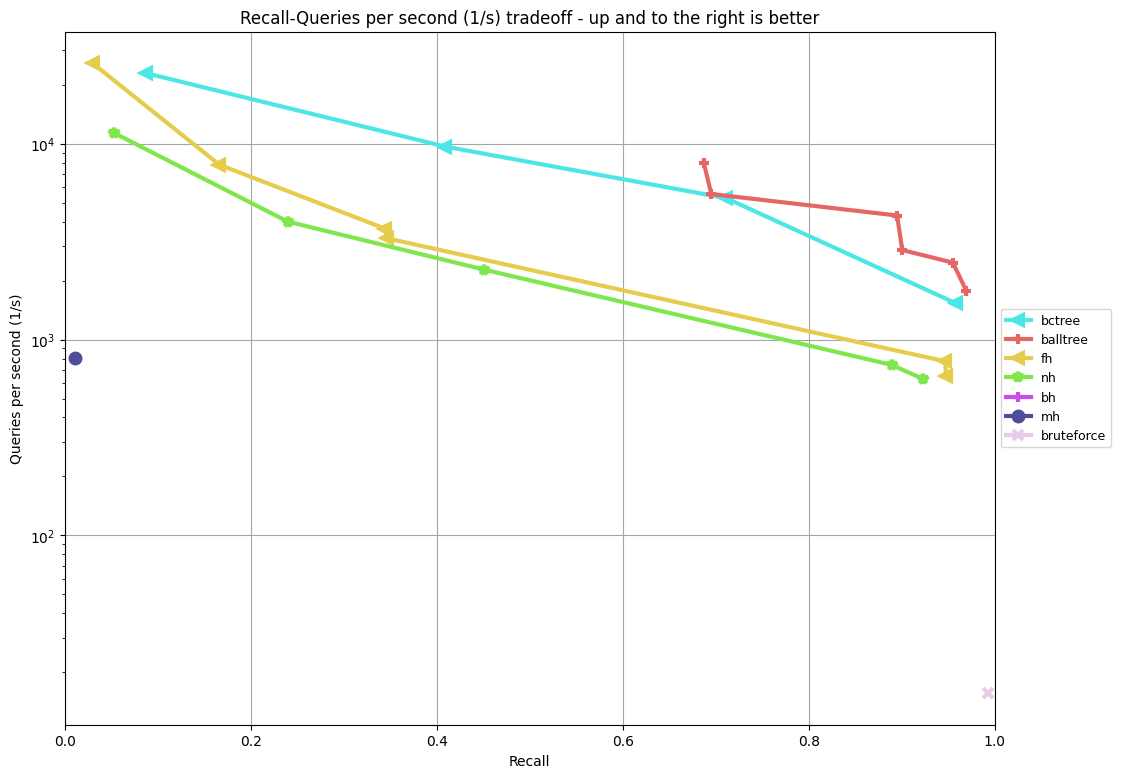 Recall-Queries per second (1/s) tradeoff - up and to the right is better
Queries per second (1/s)
10⁴
10³
10²
0.0 0.2 0.4 0.6 0.8 1.0
Recall
bctree
balltree
fh
nh
bh
mh
bruteforce